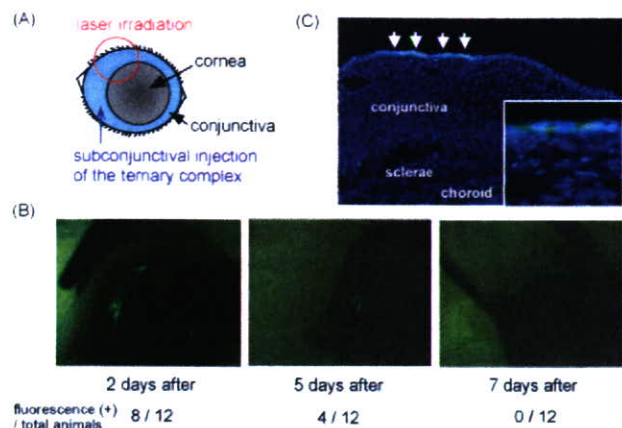 (A)
laser irradiation
cornea
conjunctiva
subconjunctival injection
of the ternary complex
(C)
conjunctiva
sclerae
choroid
(B)
2 days after
5 days after
7 days after
fluorescence (+)
/ total animals
8 / 12
4 / 12
0 / 12